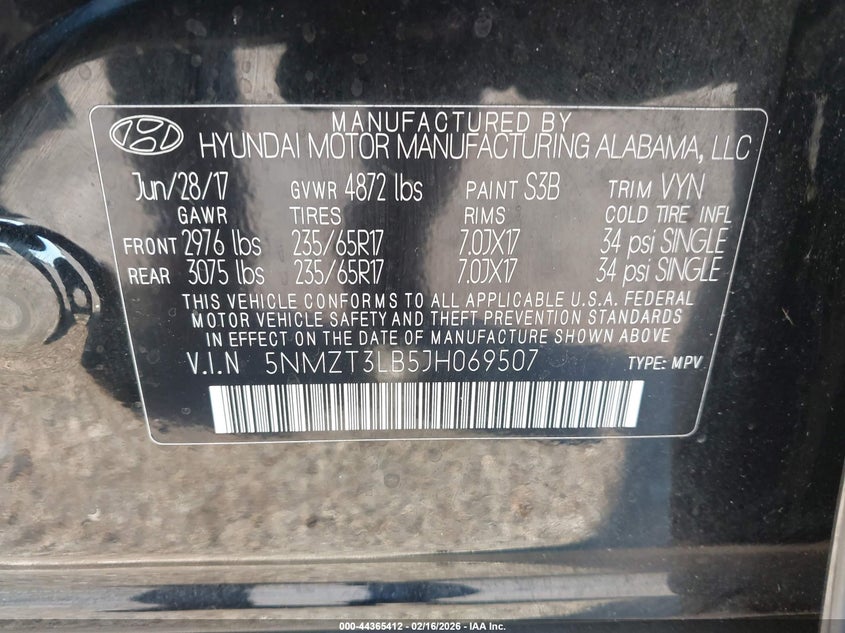 MANUFACTURED BY
HYUNDAI MOTOR MANUFACTURING ALABAMA, LLC
Jun/28/17 GVWR 4872 lbs PAINT S3B TRIM VYN
GAWR TIRES RIMS COLD TIRE INFL
FRONT 2976 lbs 235/65R17 7.0JX17 34 psi SINGLE
REAR 3075 lbs 235/65R17 7.0JX17 34 psi SINGLE
THIS VEHICLE CONFORMS TO ALL APPLICABLE U.S.A. FEDERAL
MOTOR VEHICLE SAFETY AND THEFT PREVENTION STANDARDS
IN EFFECT ON THE DATE OF MANUFACTURE SHOWN ABOVE
V.I.N 5NMZT3LB5JH069507 TYPE: MPV
000-44365412 - 02/16/2026 - IAA Inc.